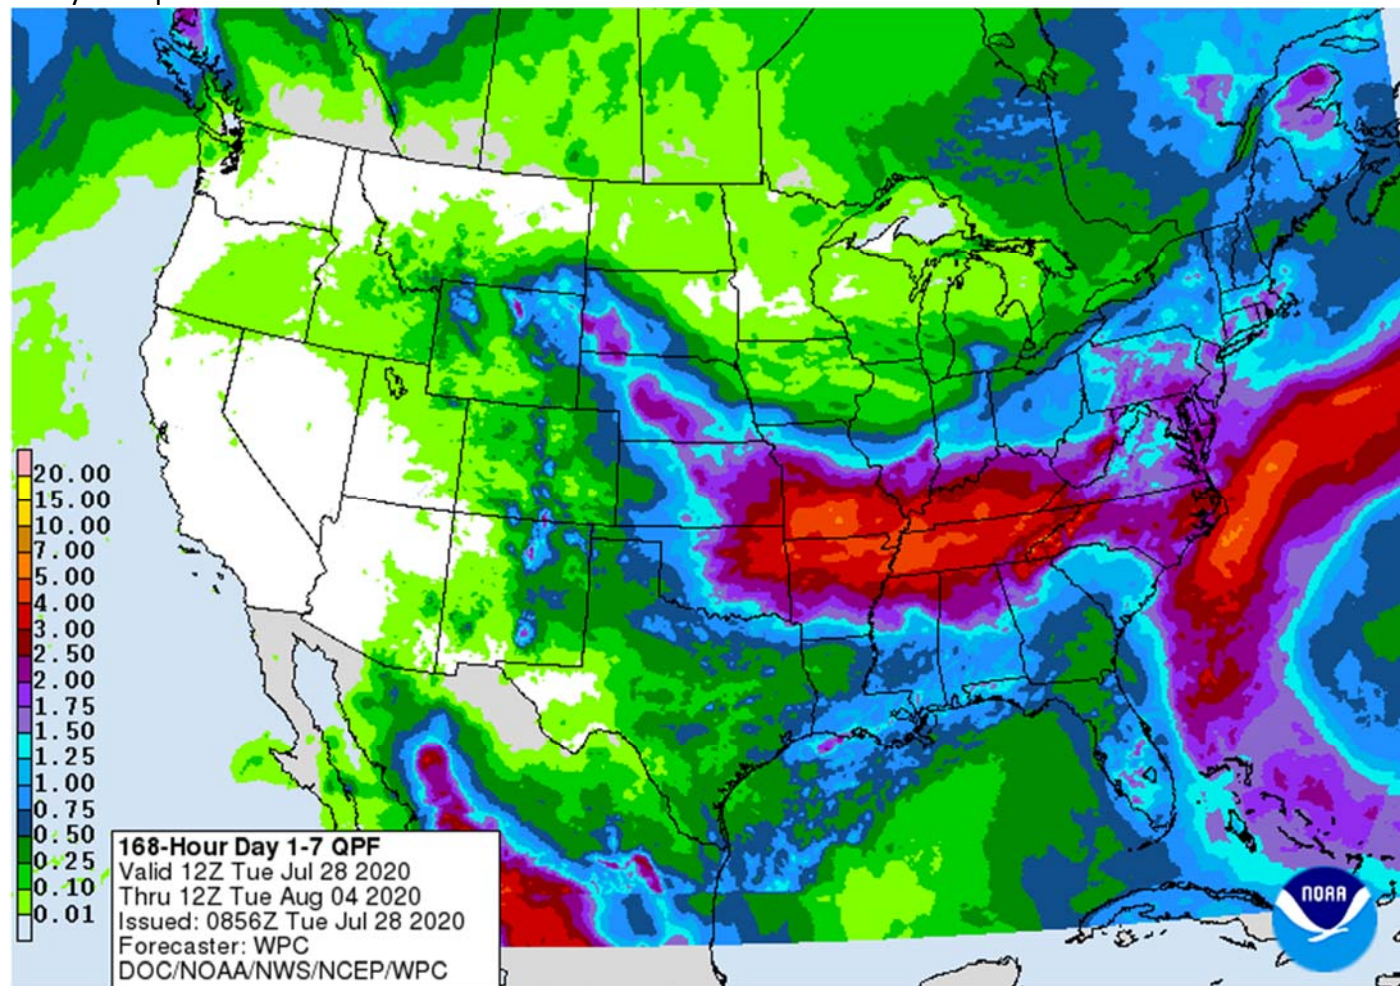 20.00
15.00
10.00
7.00
5.00
4.00
3.00
2.50
2.00
1.75
1.50
1.25
1.00
0.75
0.50
0.25
0.10
0.01
168-Hour Day 1-7 QPF
Valid 12Z Tue Jul 28 2020
Thru 12Z Tue Aug 04 2020
Issued: 0856Z Tue Jul 28 2020
Forecaster: WPC
DOC/NOAA/NWS/NCEP/WPC
NOAA